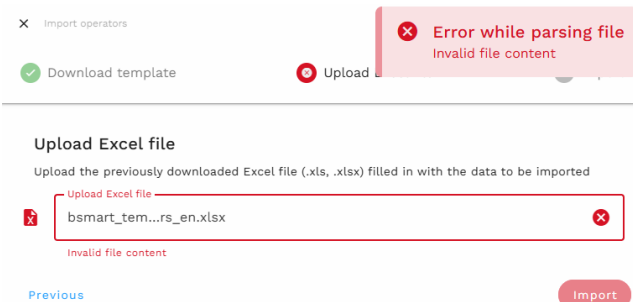 Import operators
Error while parsing file
Invalid file content
Download template
Upload
Upload Excel file
Upload the previously downloaded Excel file (.xls, .xlsx) filled in with the data to be imported
Upload Excel file
bsmart_tem...rs_en.xlsx
Invalid file content
Previous
Import